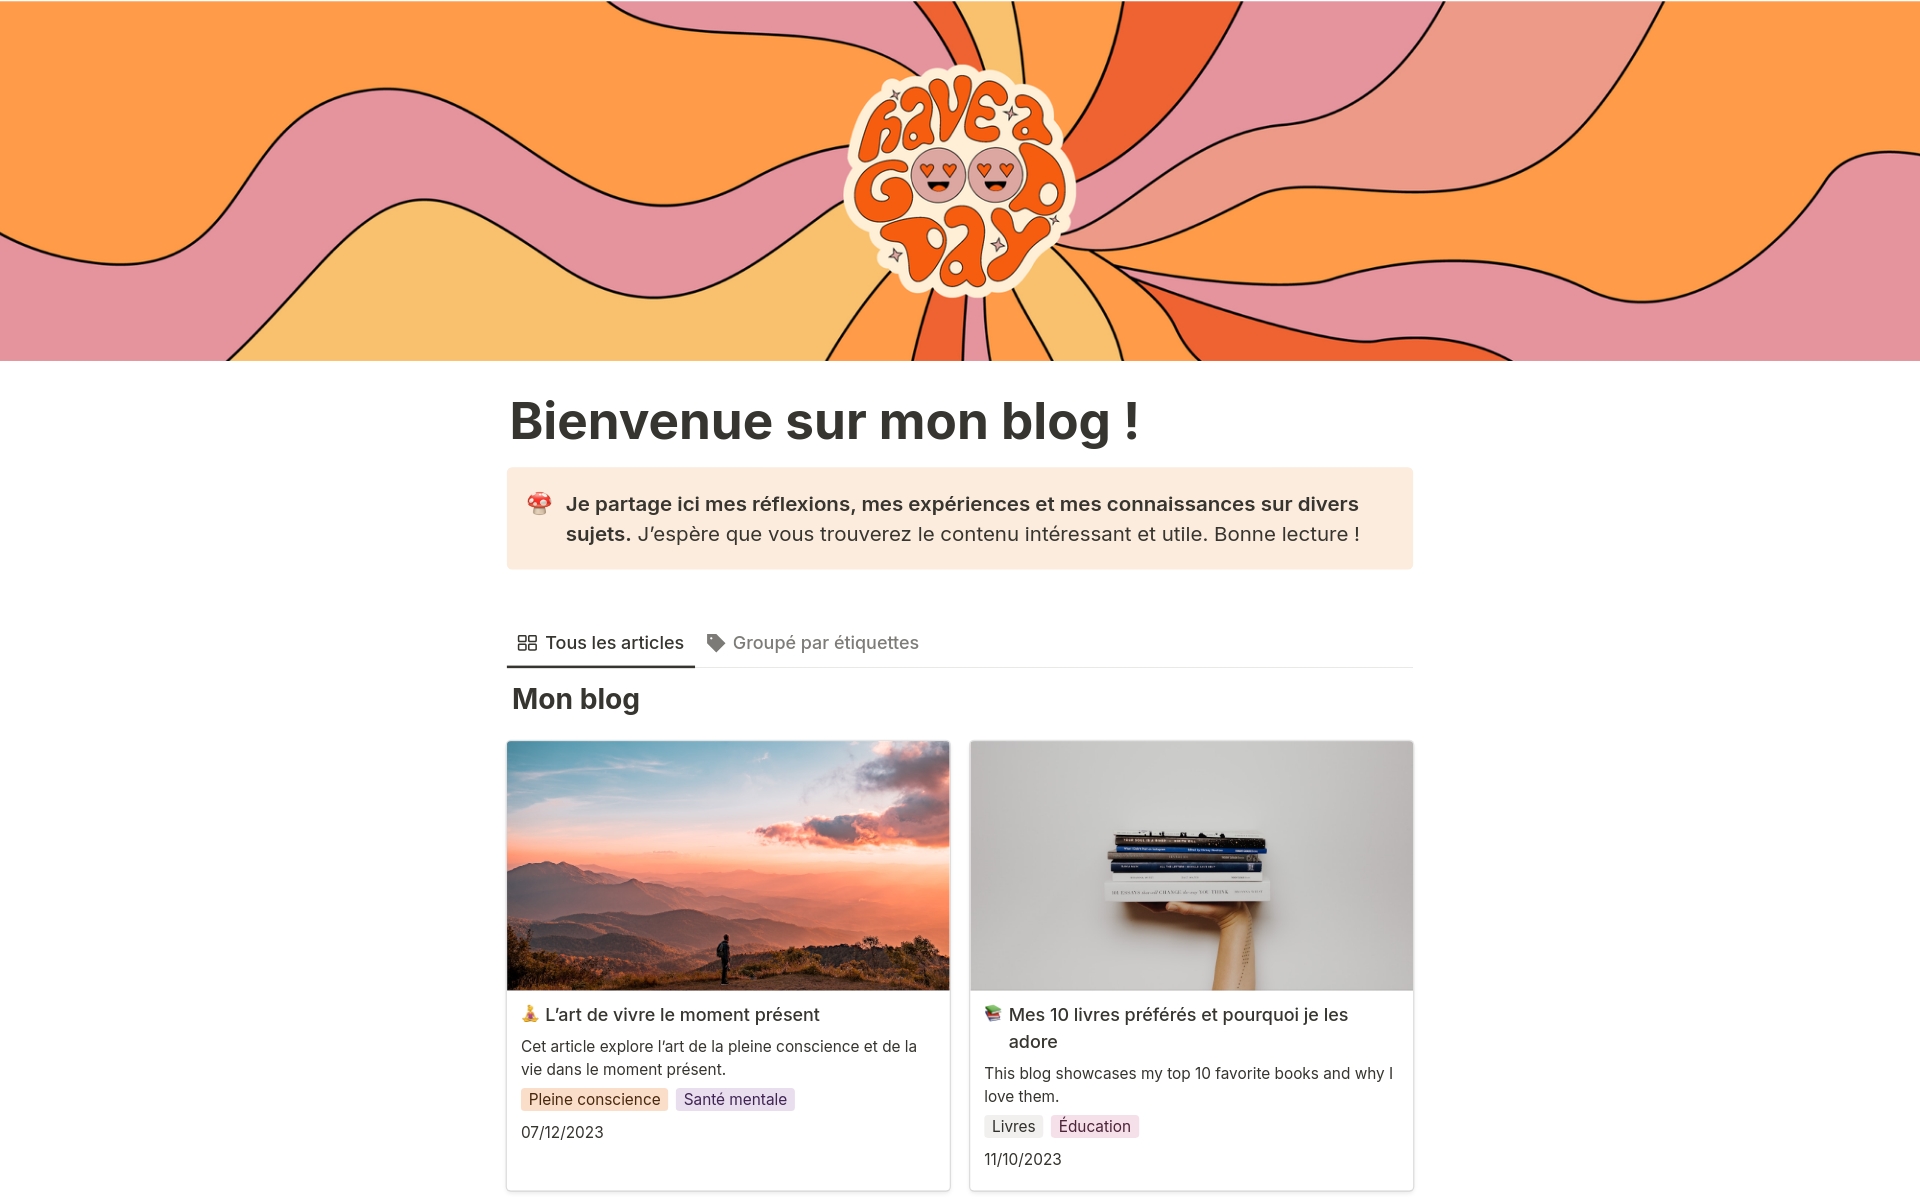 have a
GOOD
Day
Bienvenue sur mon blog !
Je partage ici mes réflexions, mes expériences et mes connaissances sur divers
sujets. J’espère que vous trouverez le contenu intéressant et utile. Bonne lecture !
Tous les articles Groupé par étiquettes
Mon blog
L’art de vivre le moment présent
Cet article explore l’art de la pleine conscience et de la
vie dans le moment présent.
Pleine conscience Santé mentale
07/12/2023
Mes 10 livres préférés et pourquoi je les
adore
This blog showcases my top 10 favorite books and why I
love them.
Livres Éducation
11/10/2023